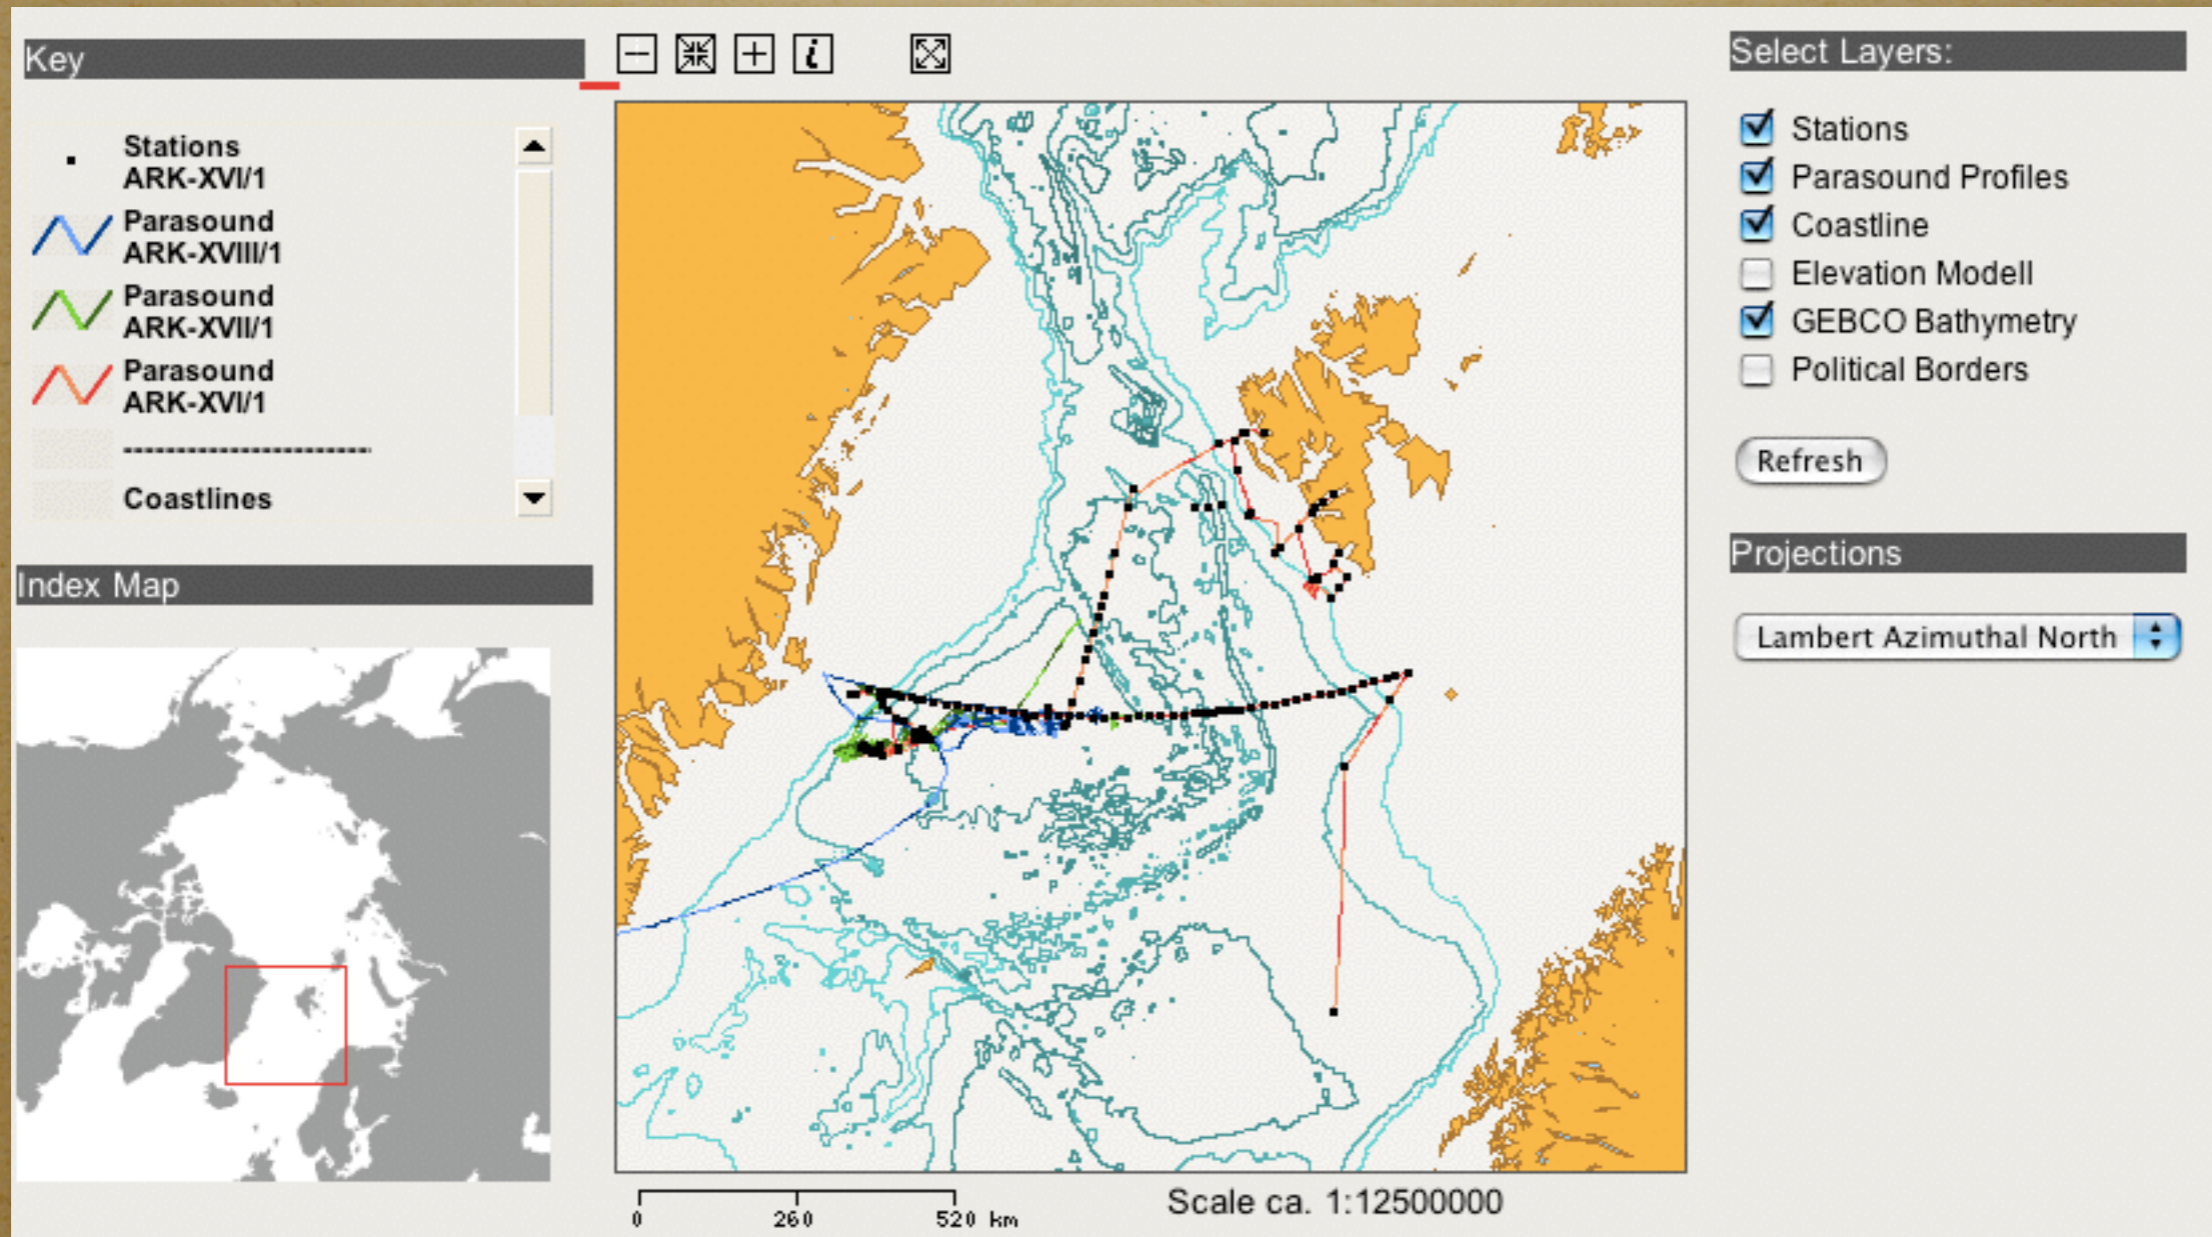 Key
Stations
ARK-XVI/1
Parasound
ARK-XVIII/1
Parasound
ARK-XVII/1
Parasound
ARK-XVI/1
Coastlines
Index Map
i
0 260 520 km
Scale ca. 1:12500000
Select Layers:
Stations
Parasound Profiles
Coastline
Elevation Modell
GEBCO Bathymetry
Political Borders
Refresh
Projections
Lambert Azimuthal North